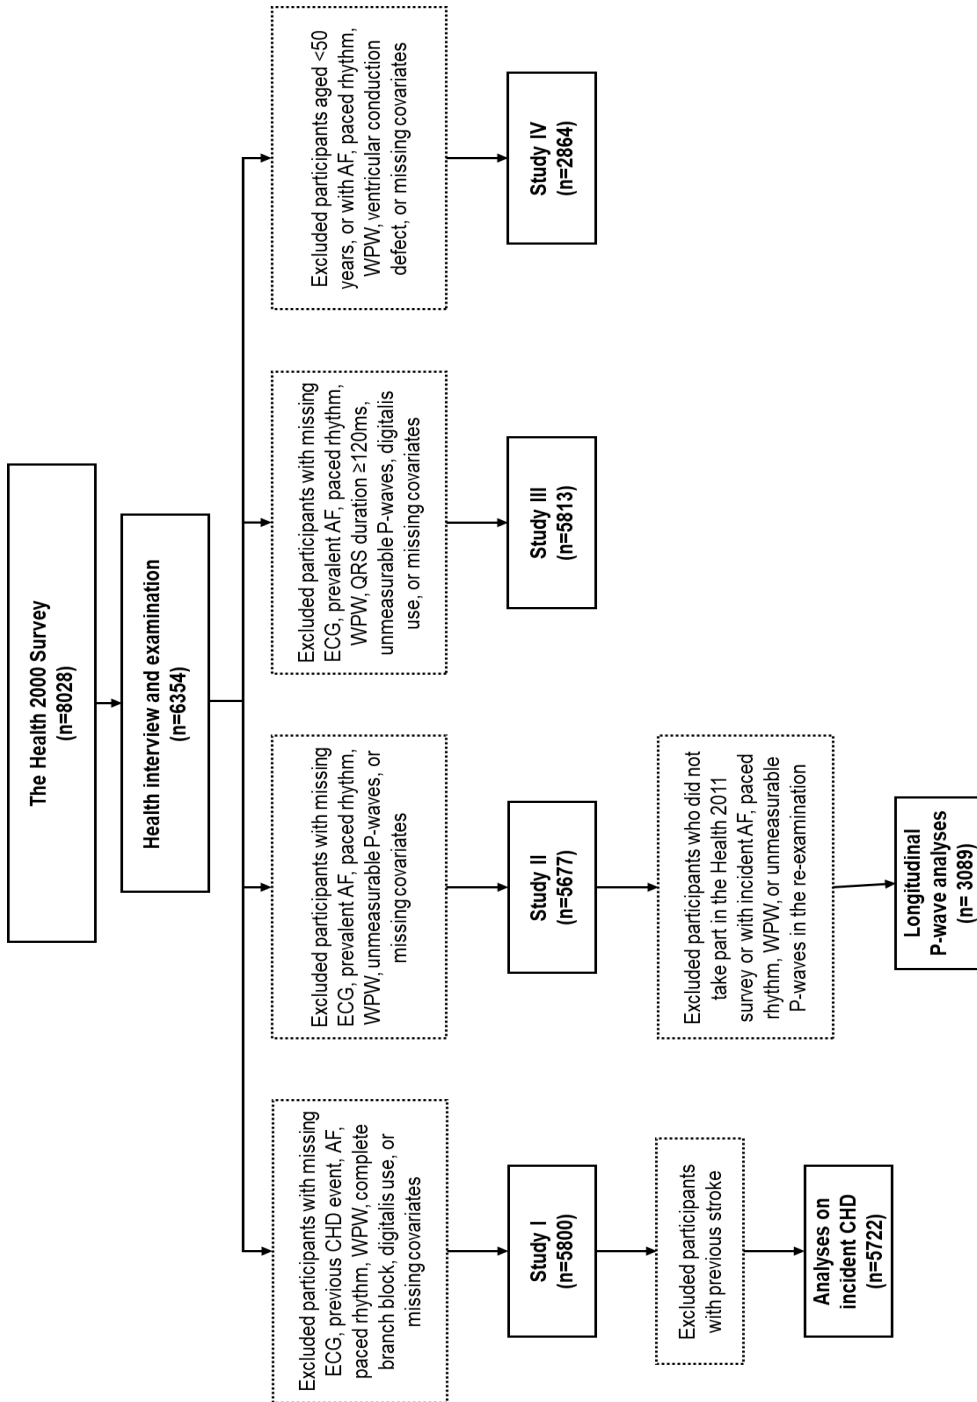 The Health 2000 Survey
(n=8028)
Health interview and examination
(n=6354)
Excluded participants with missing
ECG, previous CHD event, AF,
paced rhythm, WPW, complete
branch block, digitalis use, or
missing covariates
Study I
(n=5800)
Excluded participants
with previous stroke
Analyses on
incident CHD
(n=5722)
Excluded participants with missing
ECG, prevalent AF, paced rhythm,
WPW, unmeasurable P-waves, or
missing covariates
Study II
(n=5677)
Excluded participants who did not
take part in the Health 2011
survey or with incident AF, paced
rhythm, WPW, or unmeasurable
P-waves in the re-examination
Longitudinal
P-wave analyses
(n= 3089)
Excluded participants with missing
ECG, prevalent AF, paced rhythm,
WPW, QRS duration ≥120ms,
unmeasurable P-waves, digitalis
use, or missing covariates
Study III
(n=5813)
Excluded participants aged <50
years, or with AF, paced rhythm,
WPW, ventricular conduction
defect, or missing covariates
Study IV
(n=2864)